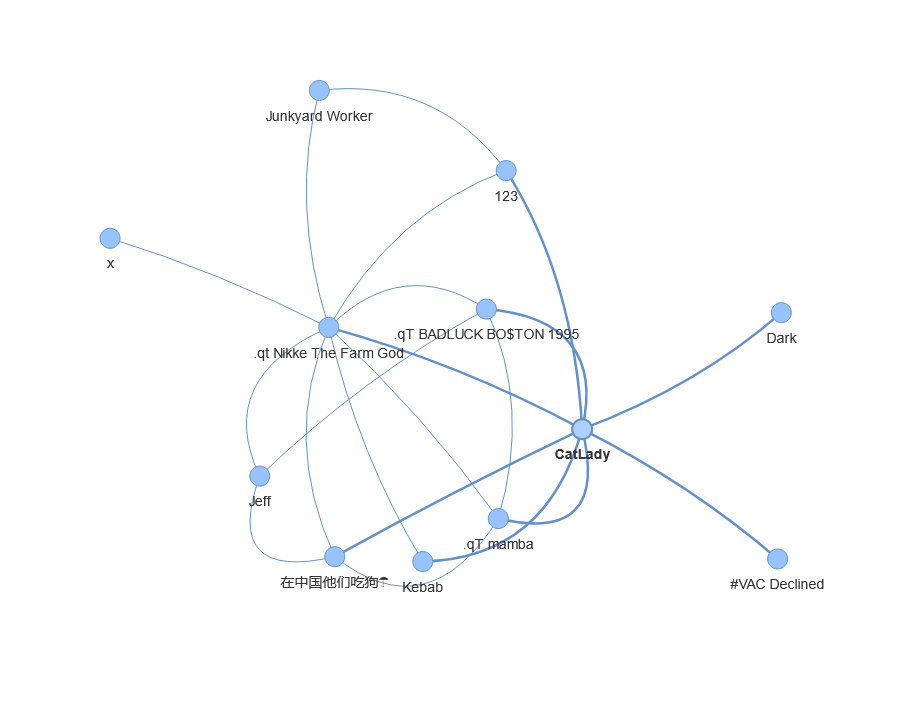 Junkyard Worker
123
x
.qT BADLUCK BO$TON 1995
Dark
.qt Nikke The Farm God
CatLady
Jeff
.qT mamba
在中国他们吃狗☂
Kebab
#VAC Declined